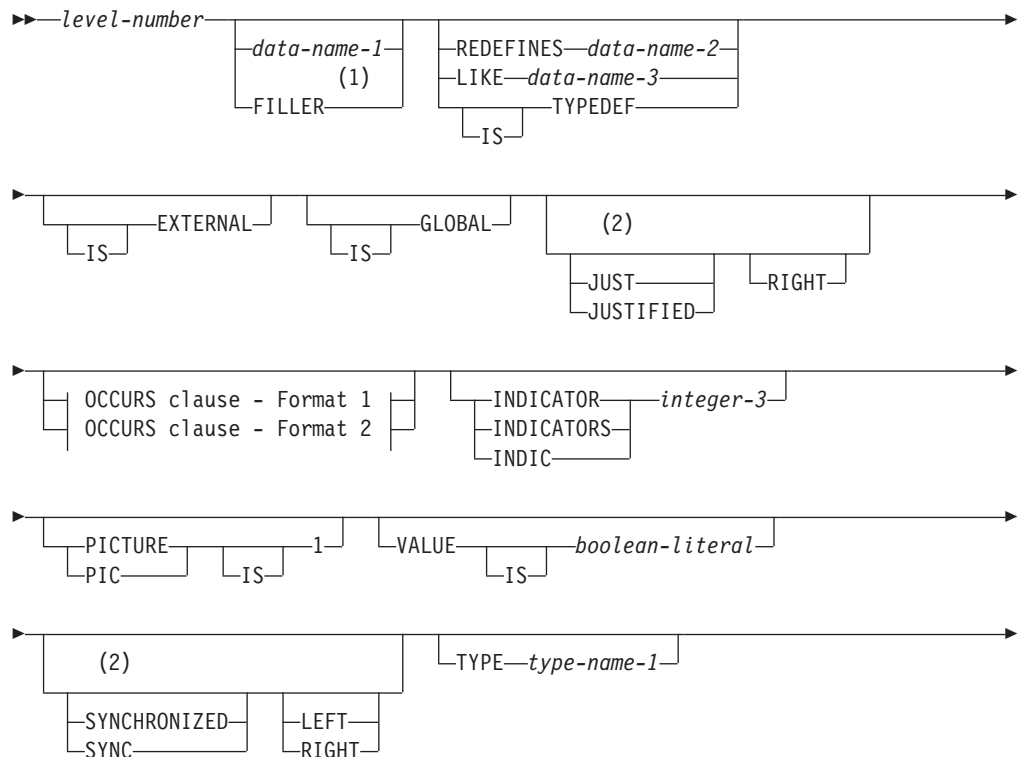 level-number
data-name-1
(1)
FILLER
REDEFINES data-name-2
LIKE data-name-3
TYPEDEF
IS
EXTERNAL
IS
GLOBAL
IS
(2)
JUST
JUSTIFIED
RIGHT
OCCURS clause - Format 1
OCCURS clause - Format 2
INDICATOR integer-3
INDICATORS
INDIC
PICTURE 1
PIC IS
VALUE boolean-literal
IS
(2)
SYNCHRONIZED LEFT
SYNC RIGHT
TYPE type-name-1